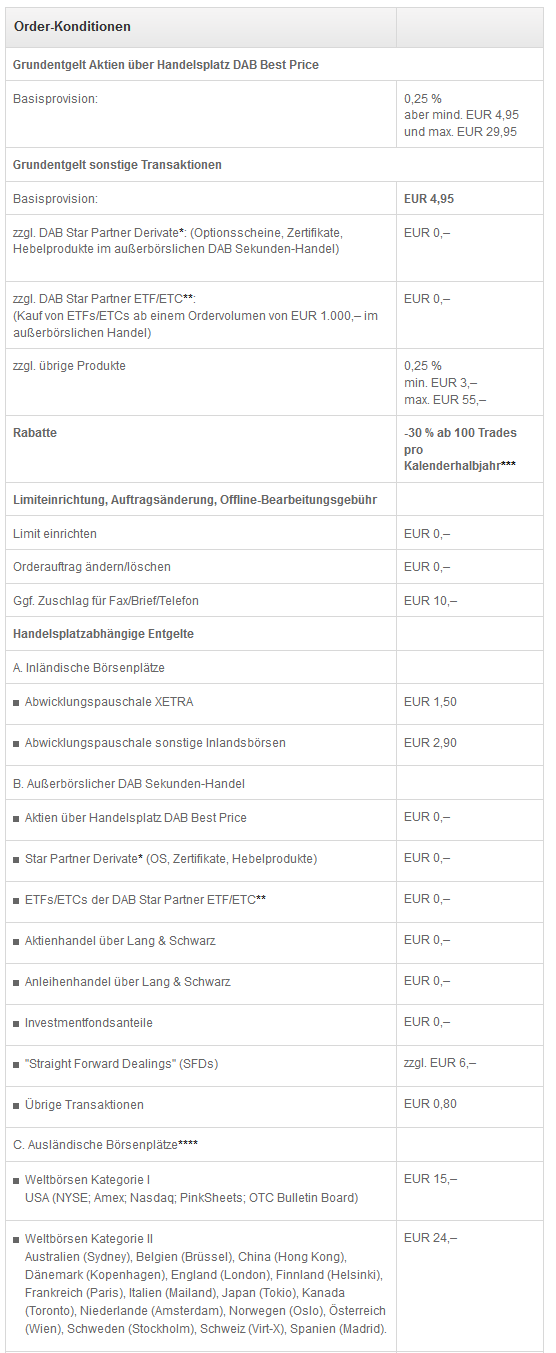 Order-Konditionen
Grundentgelt Aktien über Handelsplatz DAB Best Price
Basisprovision:
0,25 %
aber mind. EUR 4,95
und max. EUR 29,95
Grundentgelt sonstige Transaktionen
Basisprovision:
EUR 4,95
zzgl. DAB Star Partner Derivate*: (Optionsscheine, Zertifikate,
Hebelprodukte im außerbörslichen DAB Sekunden-Handel)
EUR 0,–
zzgl. DAB Star Partner ETF/ETC**:
(Kauf von ETFs/ETCs ab einem Ordervolumen von EUR 1.000,– im
außerbörslichen Handel)
EUR 0,–
zzgl. übrige Produkte
0,25 %
min. EUR 3,–
max. EUR 55,–
Rabatte
-30 % ab 100 Trades
pro
Kalenderhalbjahr***
Limiteinrichtung, Auftragsänderung, Offline-Bearbeitungsgebühr
Limit einrichten
EUR 0,–
Orderauftrag ändern/löschen
EUR 0,–
Ggf. Zuschlag für Fax/Brief/Telefon
EUR 10,–
Handelsplatzabhängige Entgelte
A. Inländische Börsenplätze
■ Abwicklungspauschale XETRA
EUR 1,50
■ Abwicklungspauschale sonstige Inlandsbörsen
EUR 2,90
B. Außerbörslicher DAB Sekunden-Handel
■ Aktien über Handelsplatz DAB Best Price
EUR 0,–
■ Star Partner Derivate* (OS, Zertifikate, Hebelprodukte)
EUR 0,–
■ ETFs/ETCs der DAB Star Partner ETF/ETC**
EUR 0,–
■ Aktienhandel über Lang & Schwarz
EUR 0,–
■ Anleihenhandel über Lang & Schwarz
EUR 0,–
■ Investmentfondsanteile
EUR 0,–
■ "Straight Forward Dealings" (SFDs)
zzgl. EUR 6,–
■ Übrige Transaktionen
EUR 0,80
C. Ausländische Börsenplätze****
■ Weltbörsen Kategorie I
USA (NYSE; Amex; Nasdaq; PinkSheets; OTC Bulletin Board)
EUR 15,–
■ Weltbörsen Kategorie II
Australien (Sydney), Belgien (Brüssel), China (Hong Kong),
Dänemark (Kopenhagen), England (London), Finnland (Helsinki),
Frankreich (Paris), Italien (Mailand), Japan (Tokio), Kanada
(Toronto), Niederlande (Amsterdam), Norwegen (Oslo), Österreich
(Wien), Schweden (Stockholm), Schweiz (Virt-X), Spanien (Madrid).
EUR 24,–